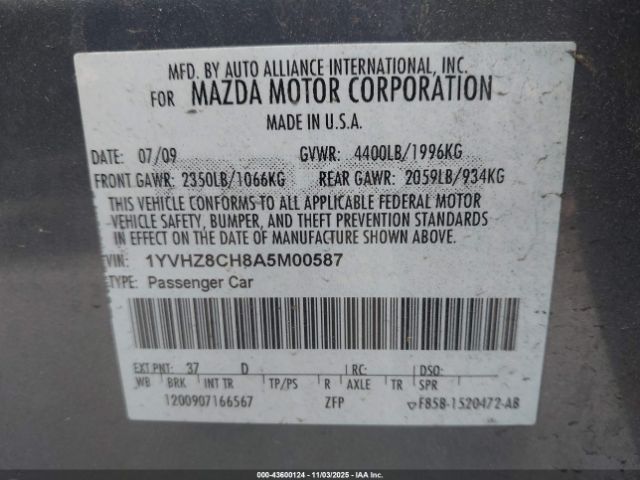 MFD. BY AUTO ALLIANCE INTERNATIONAL, INC.
FOR MAZDA MOTOR CORPORATION
MADE IN U.S.A.
DATE: 07/09 GVWR: 4400LB/1996KG
FRONT GAWR: 2350LB/1066KG REAR GAWR: 2059LB/934KG
THIS VEHICLE CONFORMS TO ALL APPLICABLE FEDERAL MOTOR
VEHICLE SAFETY, BUMPER, AND THEFT PREVENTION STANDARDS
IN EFFECT ON THE DATE OF MANUFACTURE SHOWN ABOVE.
VIN: 1YVHZ8CH8A5M00587
TYPE: Passenger Car
EXT PNT: 37 D RC: DSO:
WB BRK INT TR TP/PS R AXLE TR SPR
1200907166567 ZFP F85B-1520472-AB
000-43600124 - 11/03/2025 - IAAI.com